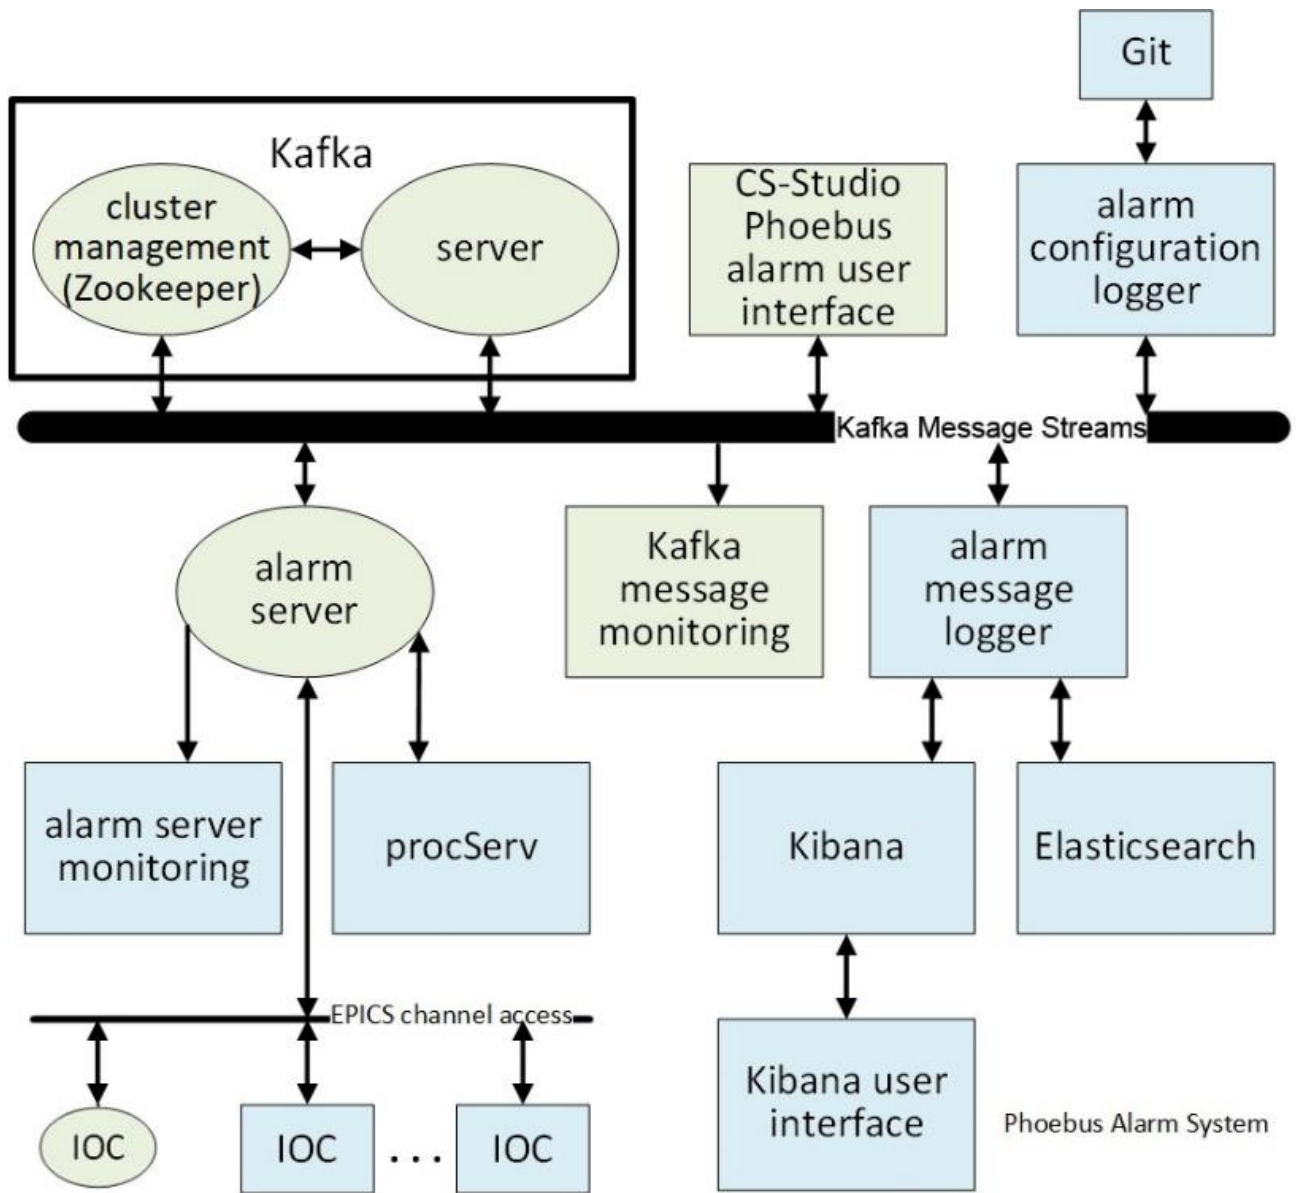 Git
Kafka
cluster
management
(Zookeeper)
server
CS-Studio
Phoebus
alarm user
interface
alarm
configuration
logger
Kafka Message Streams
alarm
server
Kafka
message
monitoring
alarm
message
logger
alarm server
monitoring
procServ
Kibana
Elasticsearch
EPICS channel access
IOC
IOC
...
IOC
Kibana user
interface
Phoebus Alarm System